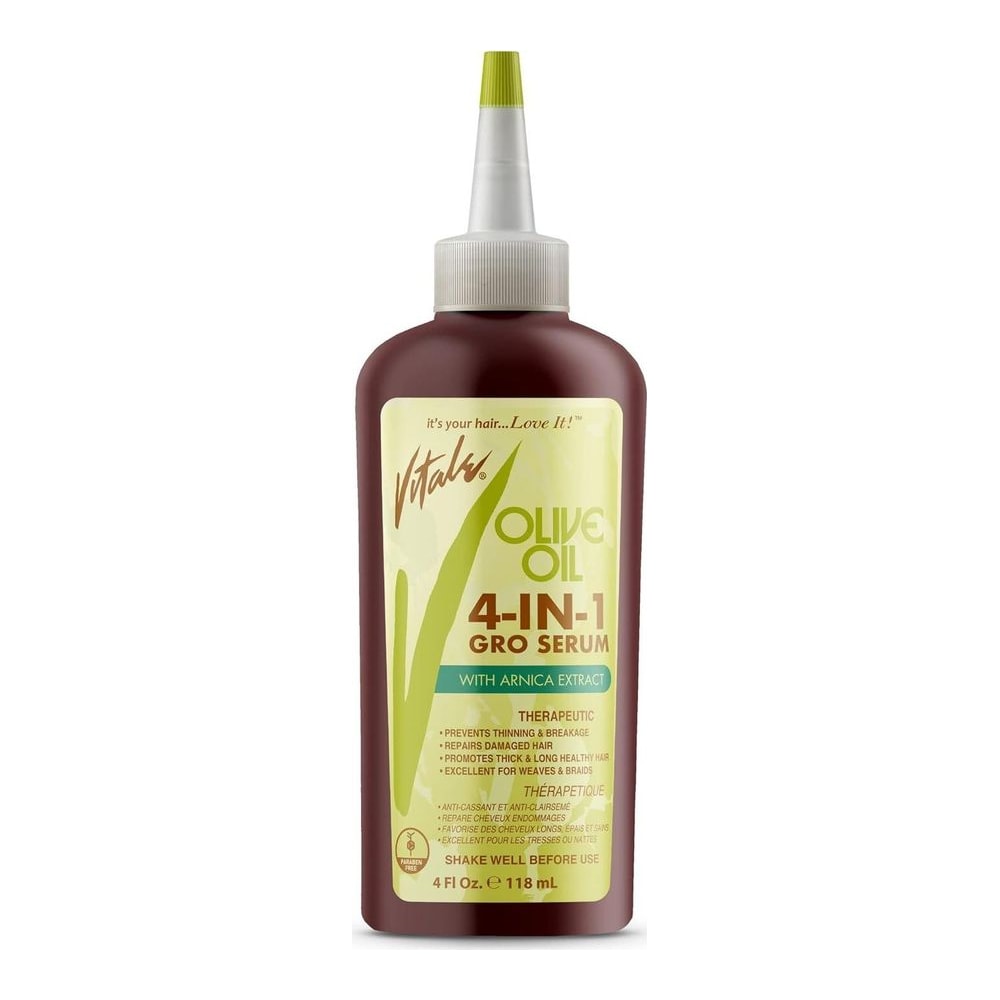 it's your hair...Love It!™
Vitale®
OLIVE
OIL
4-IN-1
GRO SERUM
WITH ARNICA EXTRACT
THERAPEUTIC
• PREVENTS THINNING & BREAKAGE
• REPAIRS DAMAGED HAIR
• PROMOTES THICK & LONG HEALTHY HAIR
• EXCELLENT FOR WEAVES & BRAIDS
THÉRAPETIQUE
• ANTI-CASSANT ET ANTI-CLAIRSEMÉ
• REPARE CHEVEUX ENDOMMAGES
• FAVORISE DES CHEVEUX LONGS, ÉPAIS ET SAINS
• EXCELLENT POUR LES TRESSES OU NATTES
PARABEN
FREE
SHAKE WELL BEFORE USE
4 Fl Oz. ℮ 118 mL